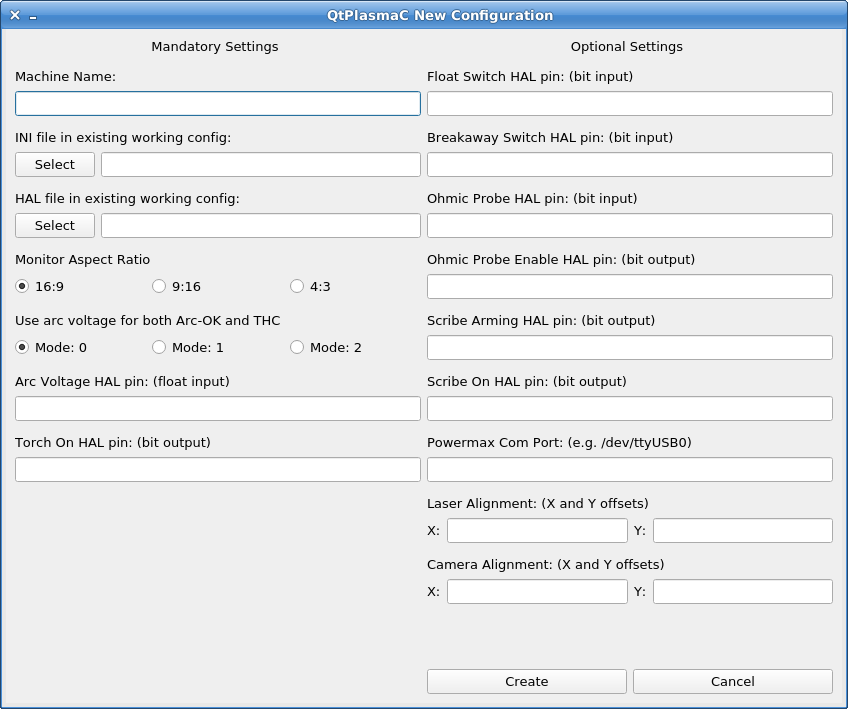 QtPlasmaC New Configuration
Mandatory Settings
Machine Name:
INI file in existing working config:
Select
HAL file in existing working config:
Select
Monitor Aspect Ratio
16:9 9:16 4:3
Use arc voltage for both Arc-OK and THC
Mode: 0 Mode: 1 Mode: 2
Arc Voltage HAL pin: (float input)
Torch On HAL pin: (bit output)
Optional Settings
Float Switch HAL pin: (bit input)
Breakaway Switch HAL pin: (bit input)
Ohmic Probe HAL pin: (bit input)
Ohmic Probe Enable HAL pin: (bit output)
Scribe Arming HAL pin: (bit output)
Scribe On HAL pin: (bit output)
Powermax Com Port: (e.g. /dev/ttyUSB0)
Laser Alignment: (X and Y offsets)
X: Y:
Camera Alignment: (X and Y offsets)
X: Y:
Create Cancel